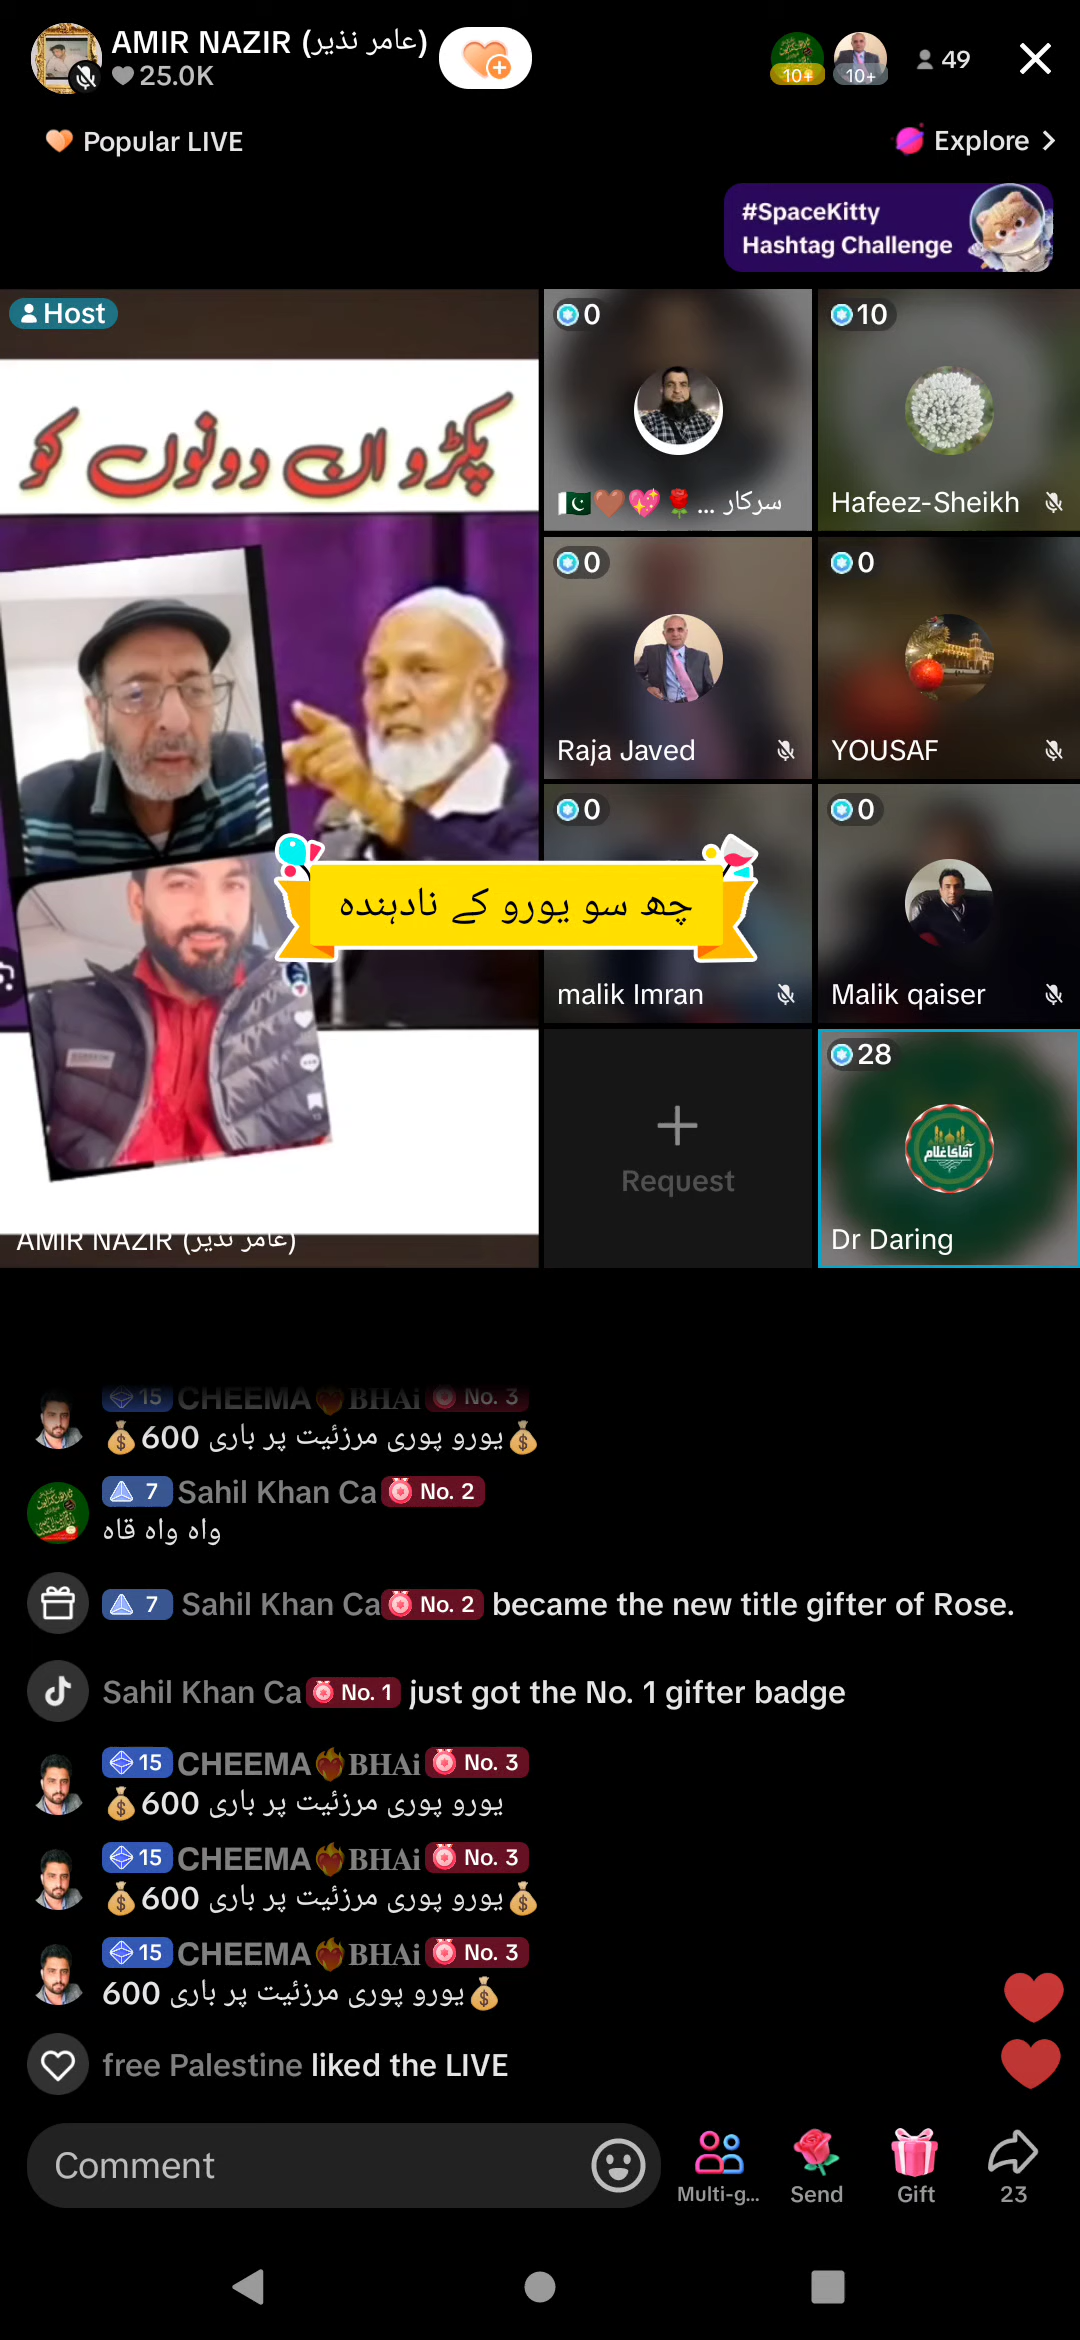 AMIR NAZIR (عامر نذیر)
25.0K
10+
10+
49
Popular LIVE
Explore
#SpaceKitty
Hashtag Challenge
Host
پکڑو ان دونوں کو
0
سرکار ...
10
Hafeez-Sheikh
0
Raja Javed
0
YOUSAF
چھ سو یورو کے نادہندہ
0
malik Imran
0
Malik qaiser
Request
28
آقا کا غلام
Dr Daring
AMIR NAZIR (عامر نذیر)
15 CHEEMA❤️‍🔥BHAi No. 3
💰600 یورو پوری مرزئیت پر باری💰
7 Sahil Khan Ca No. 2
واہ واہ قاہ
7 Sahil Khan Ca No. 2 became the new title gifter of Rose.
Sahil Khan Ca No. 1 just got the No. 1 gifter badge
15 CHEEMA❤️‍🔥BHAi No. 3
💰600 یورو پوری مرزئیت پر باری
15 CHEEMA❤️‍🔥BHAi No. 3
💰600 یورو پوری مرزئیت پر باری💰
15 CHEEMA❤️‍🔥BHAi No. 3
600 یورو پوری مرزئیت پر باری💰
free Palestine liked the LIVE
Comment
Multi-g...
Send
Gift
23